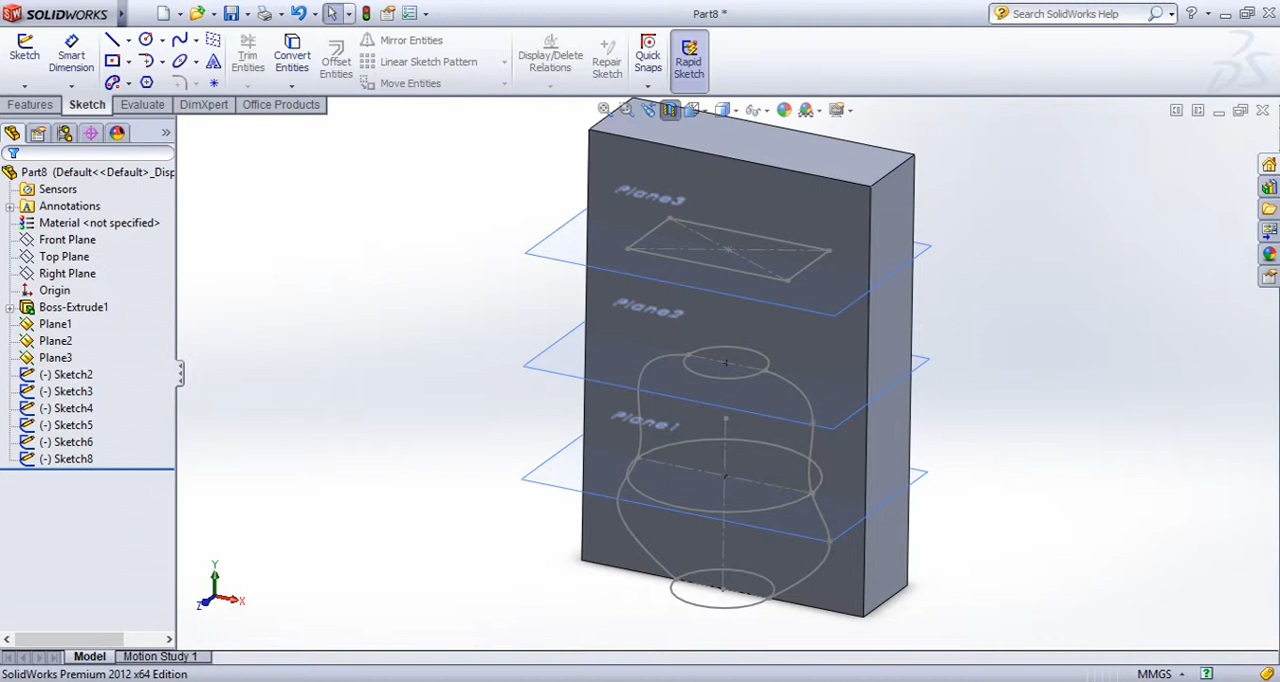 SOLIDWORKS
Part8 *
Search SolidWorks Help
Sketch
Smart Dimension
Trim Entities
Convert Entities
Offset Entities
Mirror Entities
Linear Sketch Pattern
Move Entities
Display/Delete Relations
Repair Sketch
Quick Snaps
Rapid Sketch
Features
Sketch
Evaluate
DimXpert
Office Products
Part8 (Default<<Default>_Disp
Sensors
Annotations
Material <not specified>
Front Plane
Top Plane
Right Plane
Origin
Boss-Extrude1
Plane1
Plane2
Plane3
(-) Sketch2
(-) Sketch3
(-) Sketch4
(-) Sketch5
(-) Sketch6
(-) Sketch8
Plane3
Plane2
Plane1
Y
X
Z
Model
Motion Study 1
SolidWorks Premium 2012 x64 Edition
MMGS